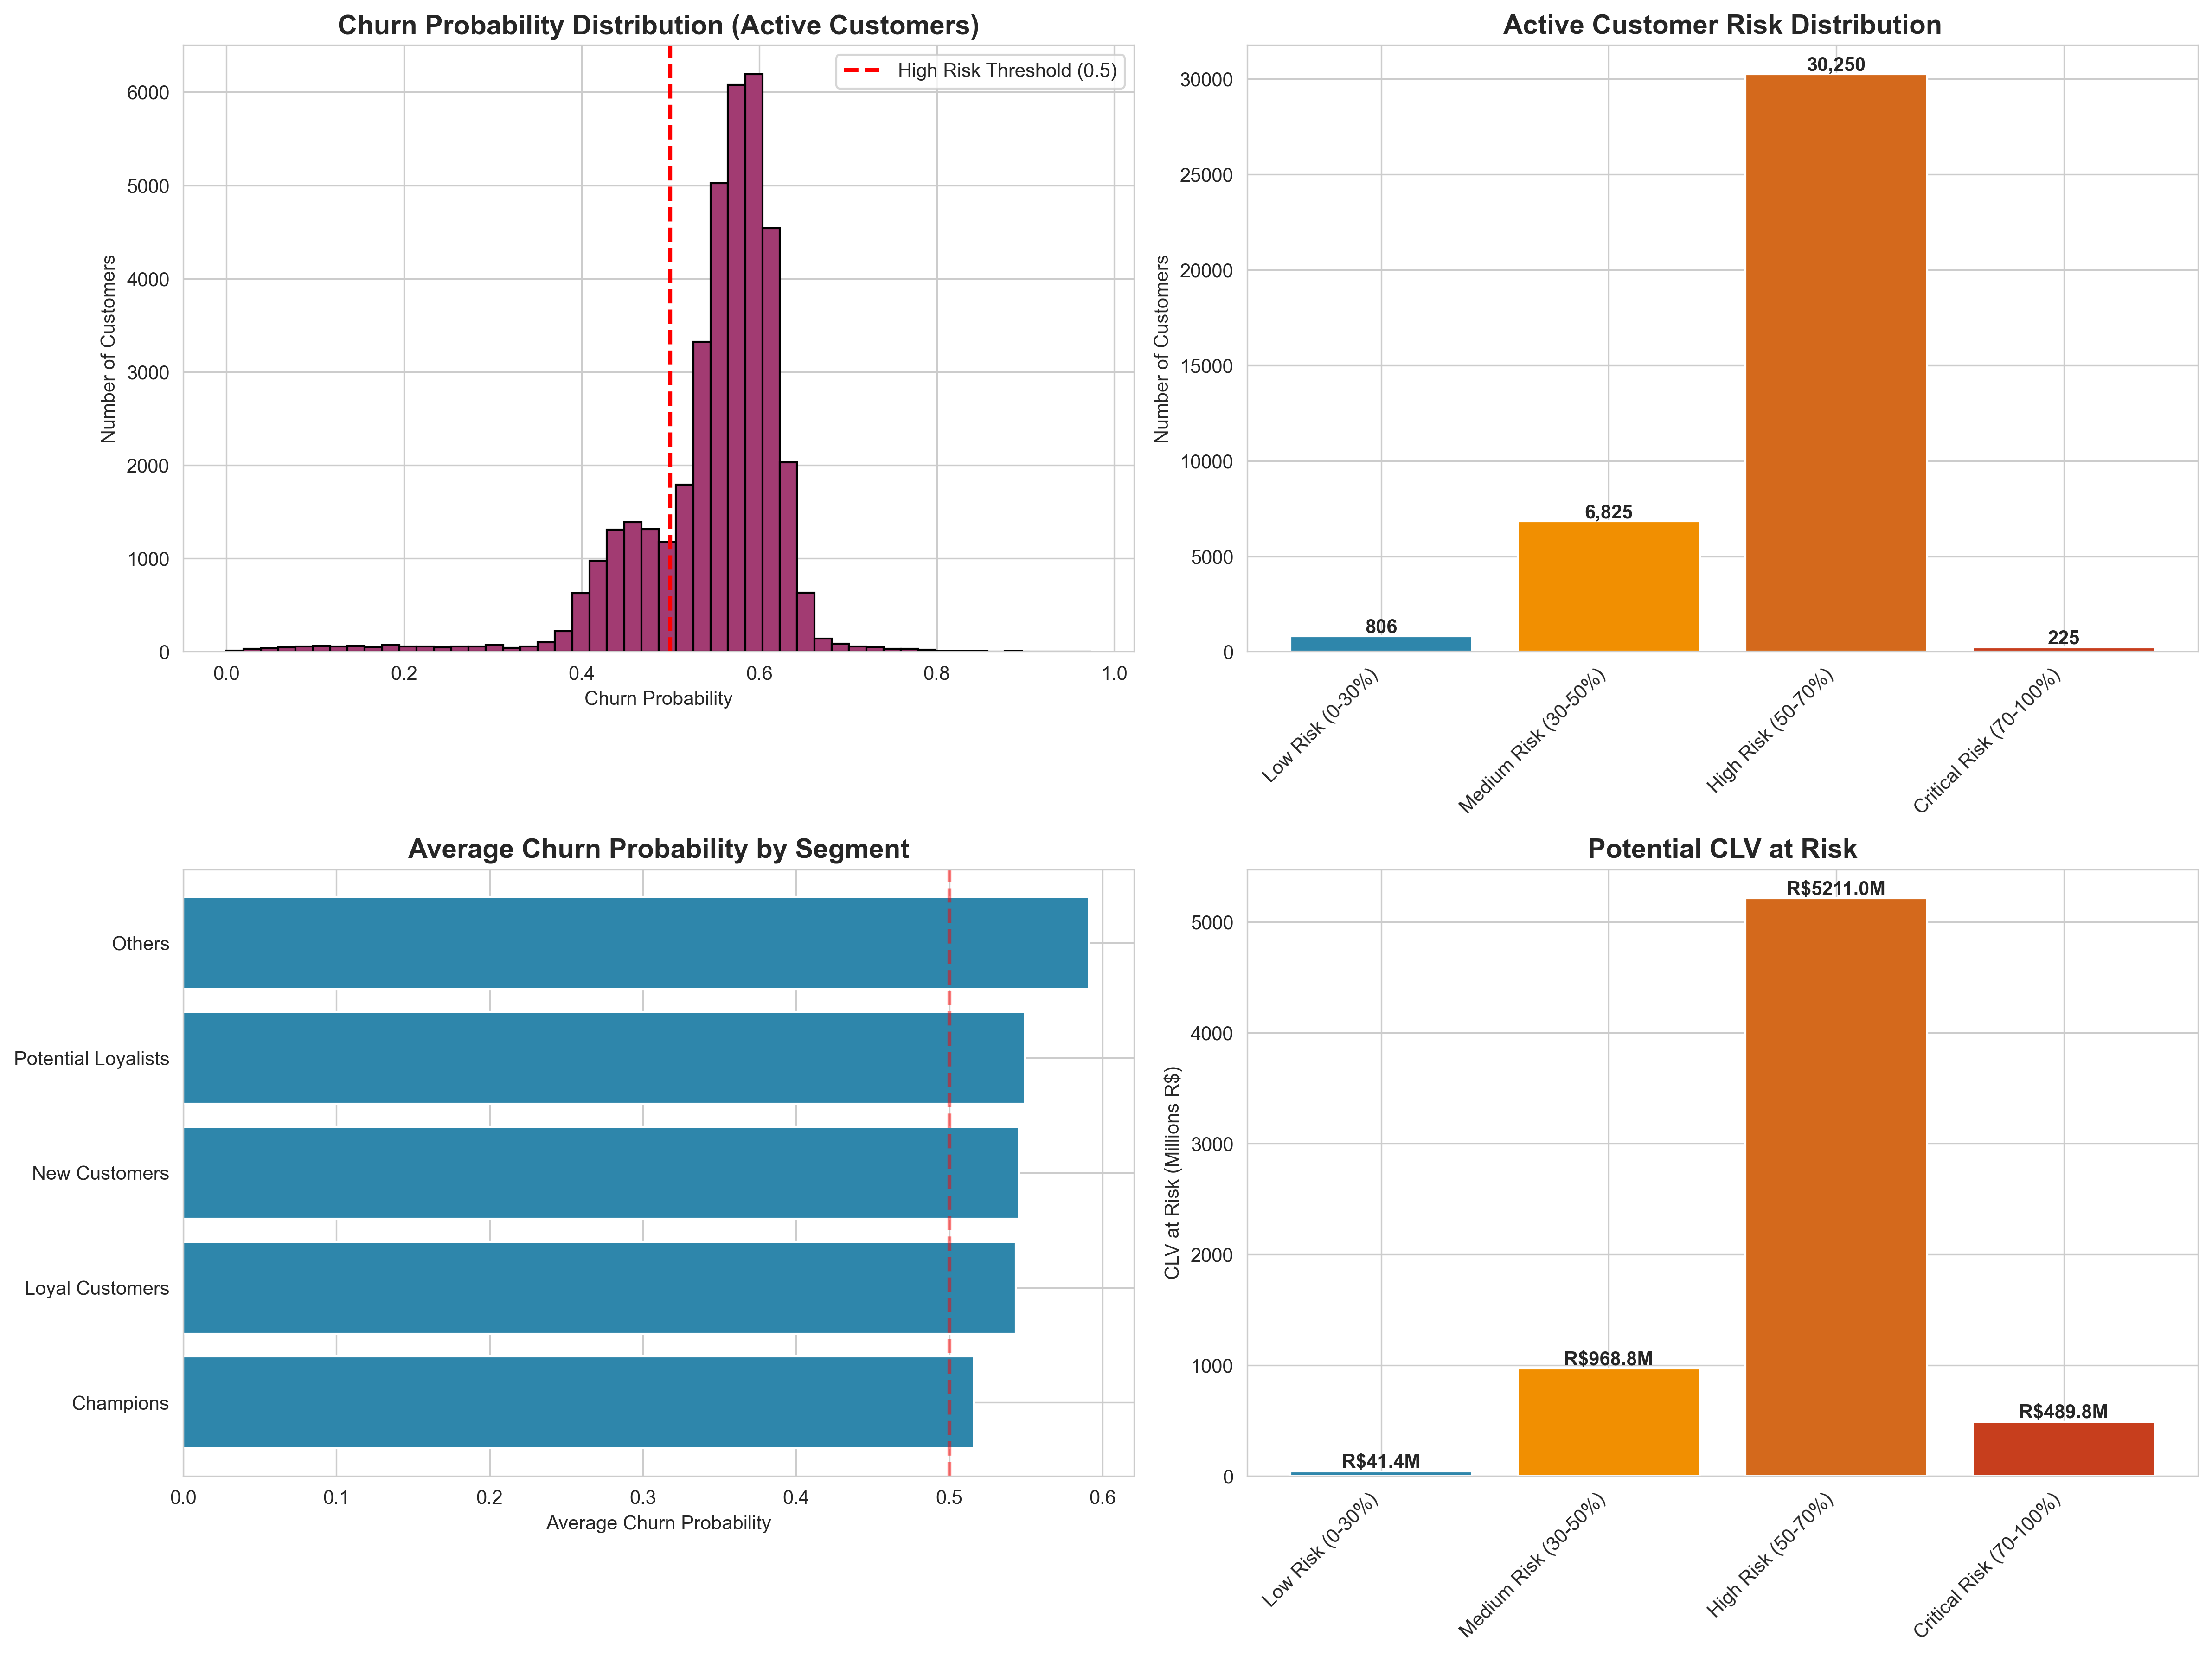 Churn Probability Distribution (Active Customers)
High Risk Threshold (0.5)
Number of Customers
6000
5000
4000
3000
2000
1000
0
0.0 0.2 0.4 0.6 0.8 1.0
Churn Probability
Active Customer Risk Distribution
Number of Customers
30000
25000
20000
15000
10000
5000
0
806
6,825
30,250
225
Low Risk (0-30%)
Medium Risk (30-50%)
High Risk (50-70%)
Critical Risk (70-100%)
Average Churn Probability by Segment
Others
Potential Loyalists
New Customers
Loyal Customers
Champions
0.0 0.1 0.2 0.3 0.4 0.5 0.6
Average Churn Probability
Potential CLV at Risk
CLV at Risk (Millions R$)
5000
4000
3000
2000
1000
0
R$41.4M
R$968.8M
R$5211.0M
R$489.8M
Low Risk (0-30%)
Medium Risk (30-50%)
High Risk (50-70%)
Critical Risk (70-100%)